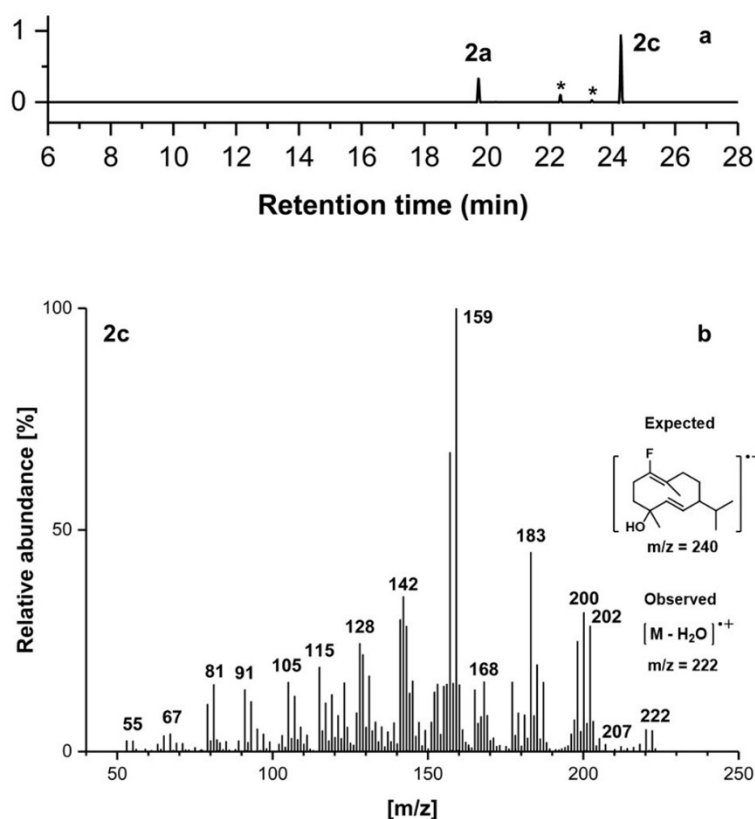 1
0
2a
*
*
2c
a
6 8 10 12 14 16 18 20 22 24 26 28
Retention time (min)
2c
b
100
50
0
Relative abundance [%]
55
67
81
91
105
115
128
142
159
168
183
200
202
207
222
Expected
F
HO
•+
m/z = 240
Observed
[M - H₂O]•+
m/z = 222
50 100 150 200 250
[m/z]